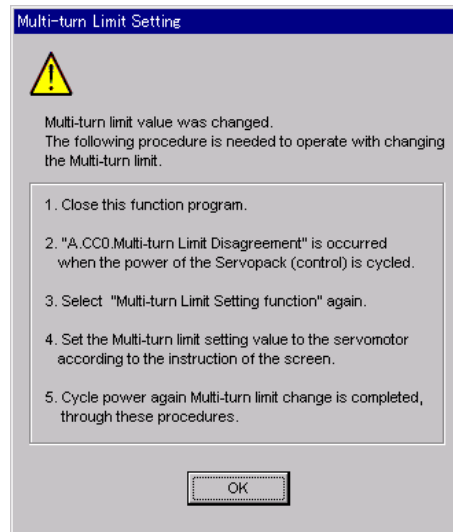 Multi-turn Limit Setting
Multi-turn limit value was changed.
The following procedure is needed to operate with changing
the Multi-turn limit.
1. Close this function program.
2. "A.CC0.Multi-turn Limit Disagreement" is occurred
when the power of the Servopack (control) is cycled.
3. Select "Multi-turn Limit Setting function" again.
4. Set the Multi-turn limit setting value to the servomotor
according to the instruction of the screen.
5. Cycle power again Multi-turn limit change is completed,
through these procedures.
OK